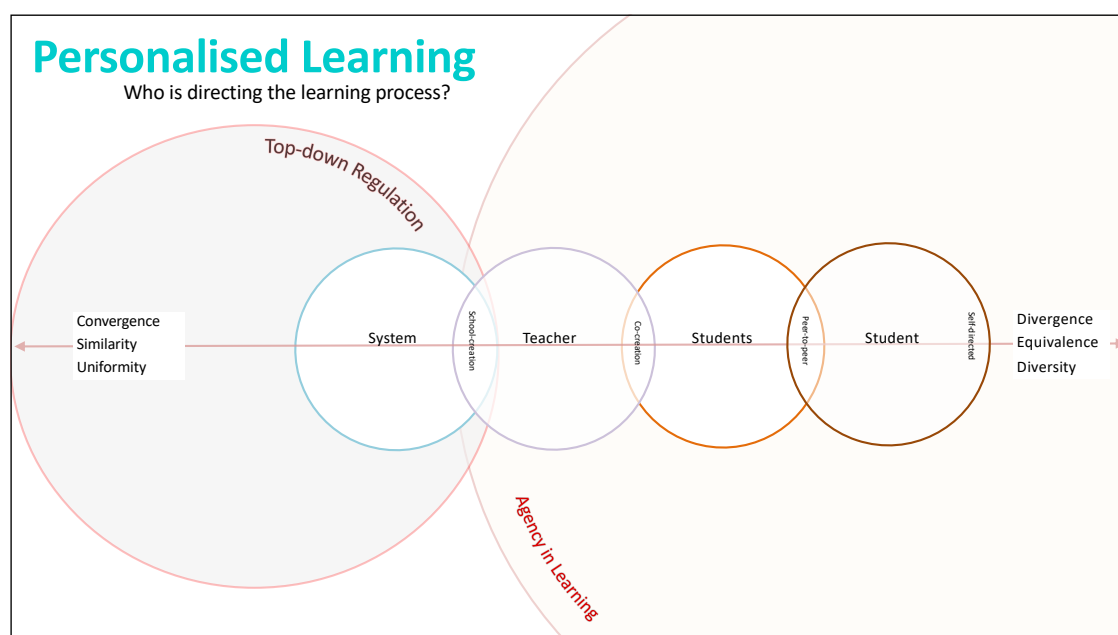 Personalised Learning
Who is directing the learning process?
Top-down Regulation
Convergence
Similarity
Uniformity
System
School-creation
Teacher
Co-creation
Students
Peer-to-peer
Student
Self-directed
Divergence
Equivalence
Diversity
Agency in Learning